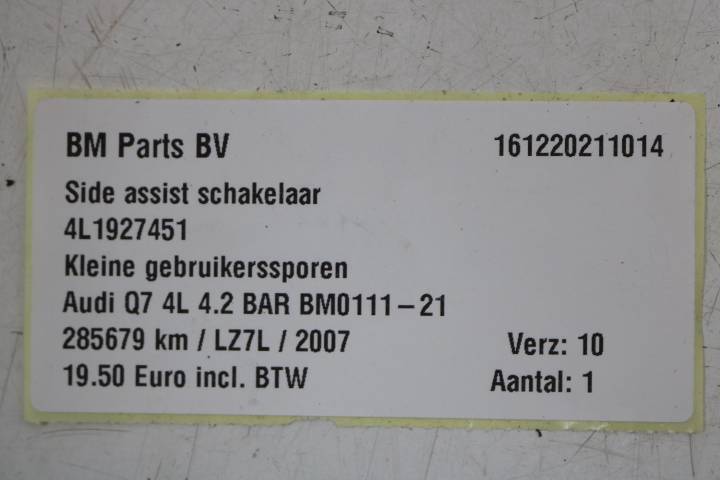 BM Parts BV 161220211014
Side assist schakelaar
4L1927451
Kleine gebruikerssporen
Audi Q7 4L 4.2 BAR BM0111-21
285679 km / LZ7L / 2007 Verz: 10
19.50 Euro incl. BTW Aantal: 1